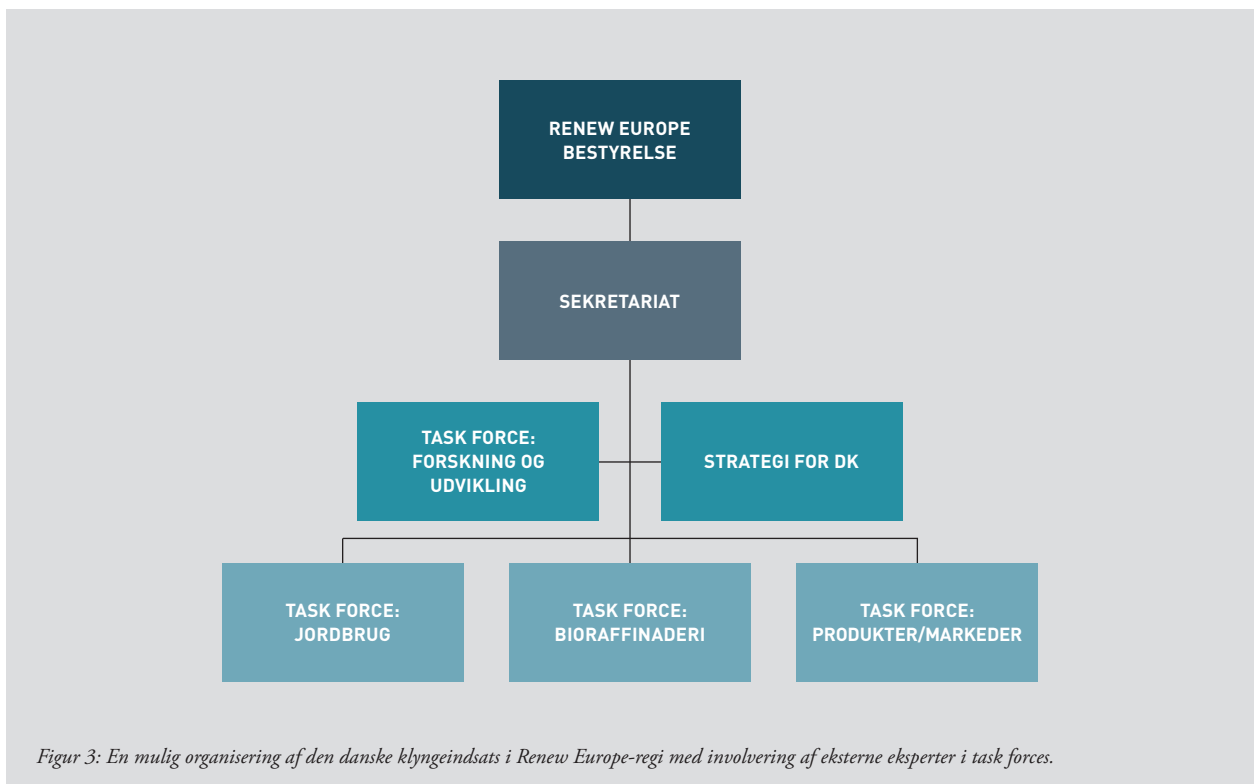 RENEW EUROPE
BESTYRELSE
SEKRETARIAT
TASK FORCE:
FORSKNING OG
UDVIKLING
STRATEGI FOR DK
TASK FORCE:
JORDBRUG
TASK FORCE:
BIORAFFINADERI
TASK FORCE:
PRODUKTER/MARKEDER
Figur 3: En mulig organisering af den danske klyngeindsats i Renew Europe-regi med involvering af eksterne eksperter i task forces.